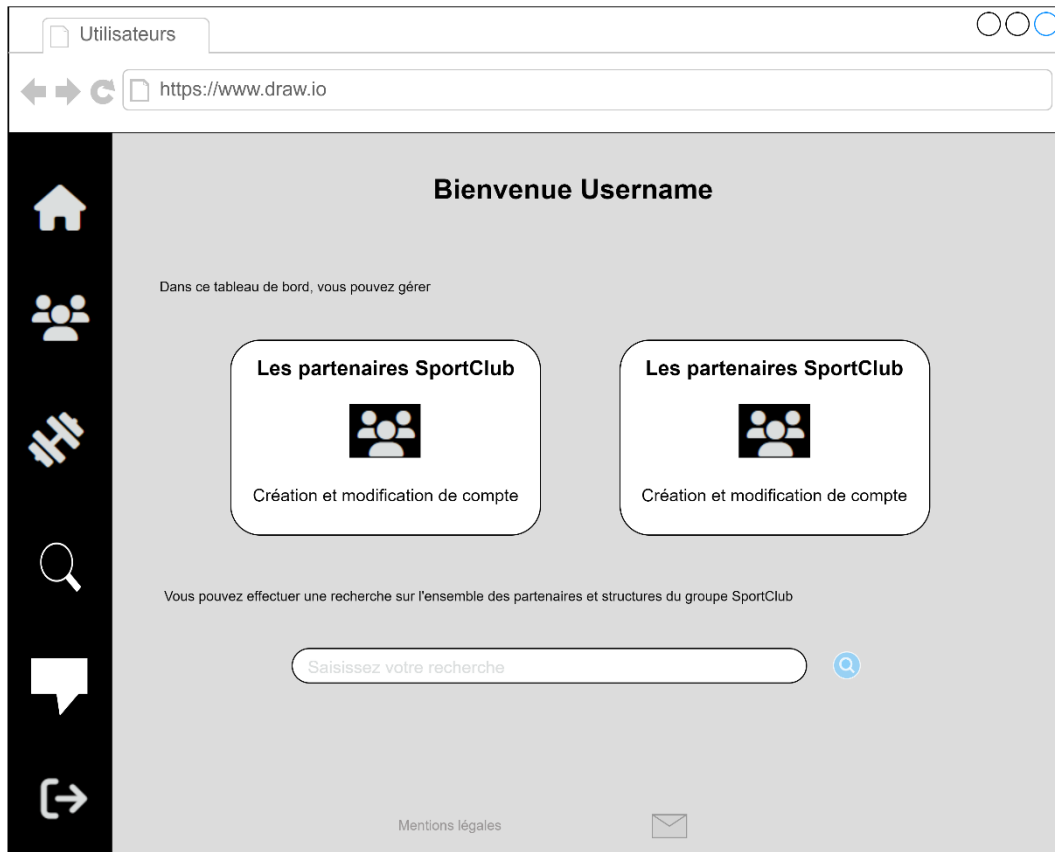 Utilisateurs
https://www.draw.io
Bienvenue Username
Dans ce tableau de bord, vous pouvez gérer
Les partenaires SportClub
Création et modification de compte
Les partenaires SportClub
Création et modification de compte
Vous pouvez effectuer une recherche sur l'ensemble des partenaires et structures du groupe SportClub
Saisissez votre recherche
Mentions légales